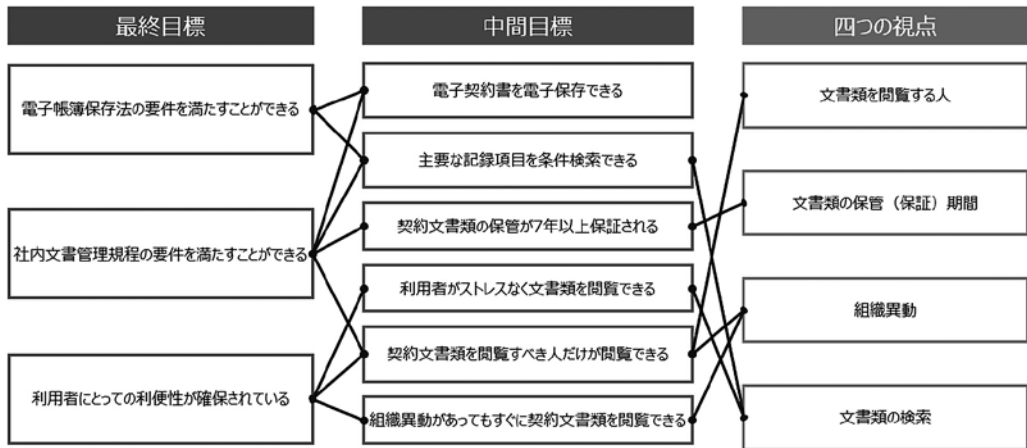 最終目標
中間目標
四つの視点
電子帳簿保存法の要件を満たすことができる
社内文書管理規程の要件を満たすことができる
利用者にとっての利便性が確保されている
電子契約書を電子保存できる
主要な記録項目を条件検索できる
契約文書類の保管が7年以上保証される
利用者がストレスなく文書類を閲覧できる
契約文書類を閲覧すべき人だけが閲覧できる
組織異動があってもすぐに契約文書類を閲覧できる
文書類を閲覧する人
文書類の保管（保証）期間
組織異動
文書類の検索